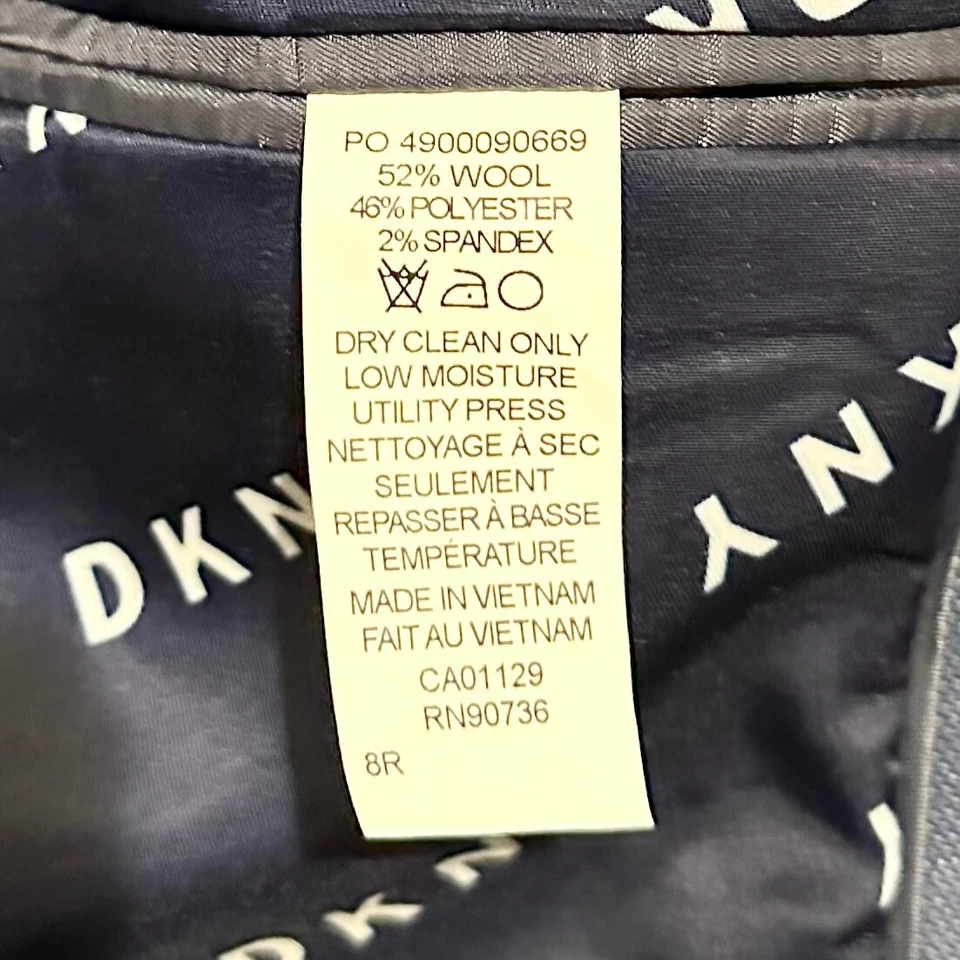 PO 4900090669
52% WOOL
46% POLYESTER
2% SPANDEX
DRY CLEAN ONLY
LOW MOISTURE
UTILITY PRESS
NETTOYAGE À SEC
SEULEMENT
REPASSER À BASSE
TEMPÉRATURE
MADE IN VIETNAM
FAIT AU VIETNAM
CA01129
RN90736
8R
DKN
DKN